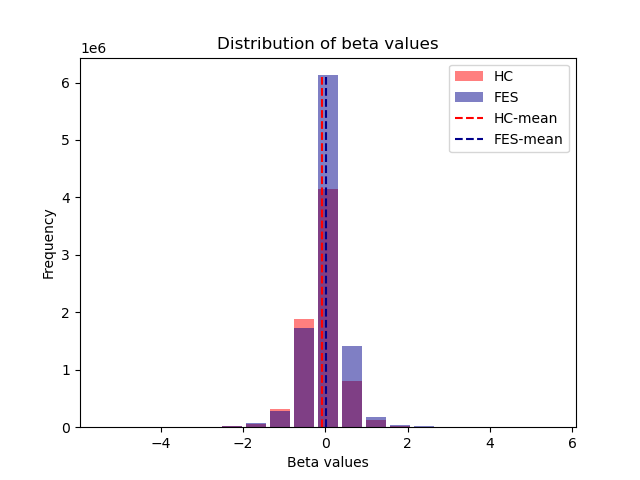 Distribution of beta values
1e6
HC
FES
HC-mean
FES-mean
6
5
4
3
2
1
0
Frequency
−4
−2
0
2
4
6
Beta values